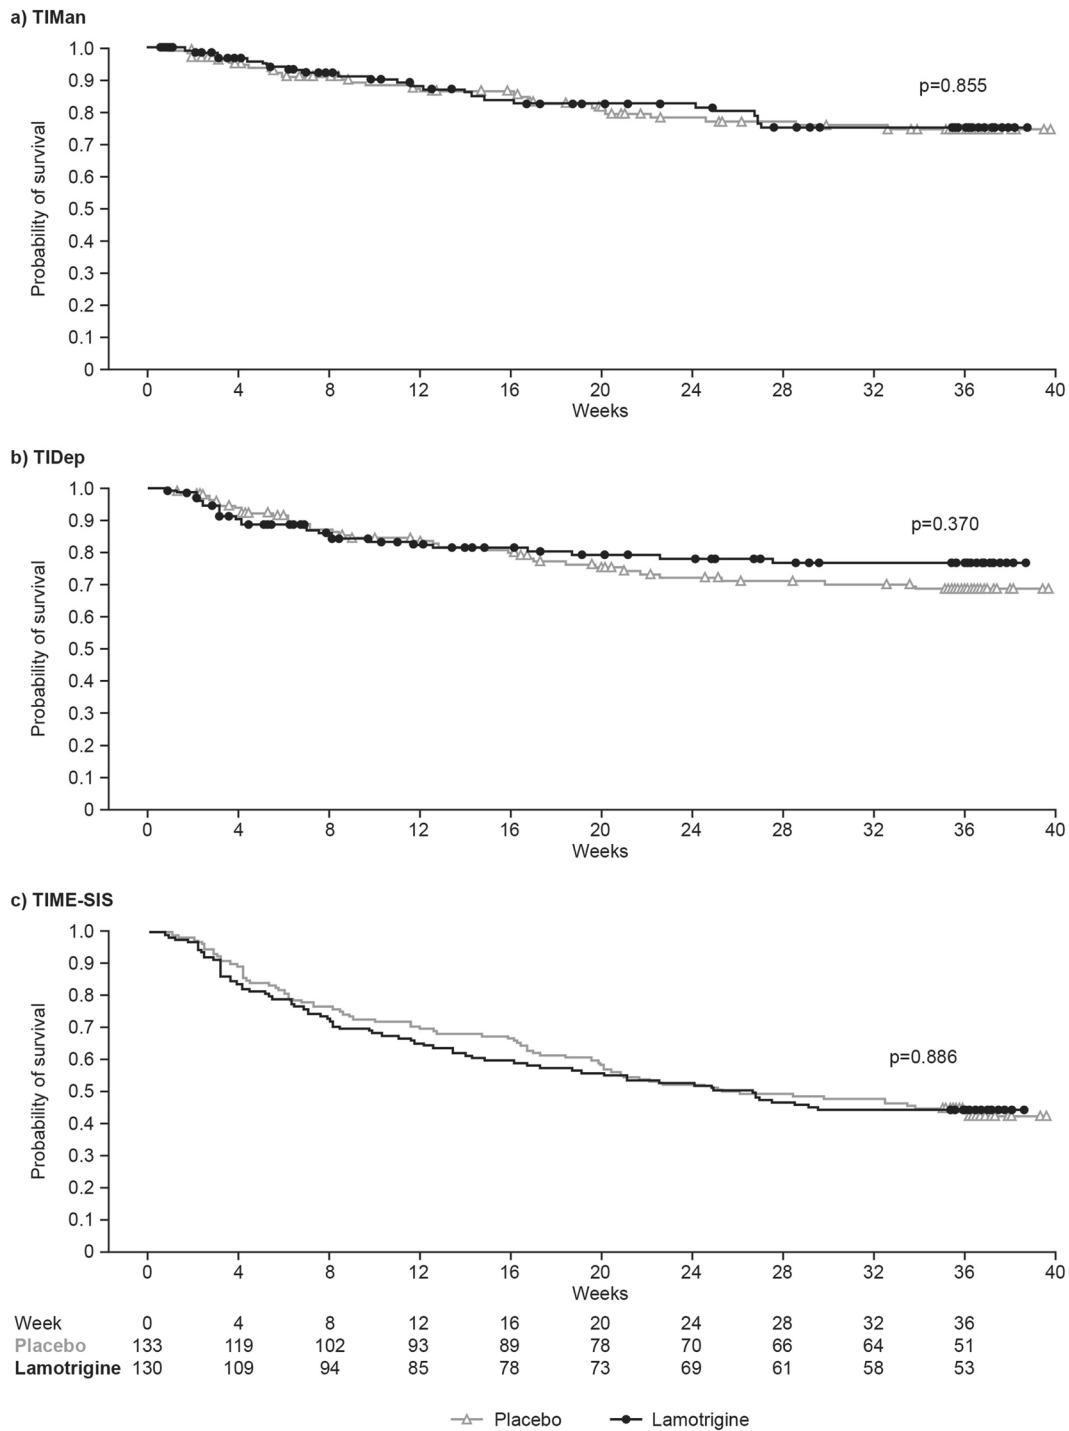 a) TIMan
1.0
0.9
0.8
0.7
0.6
0.5
0.4
0.3
0.2
0.1
0
Probability of survival
p=0.855
0 4 8 12 16 20 24 28 32 36 40
Weeks
b) TIDep
1.0
0.9
0.8
0.7
0.6
0.5
0.4
0.3
0.2
0.1
0
Probability of survival
p=0.370
0 4 8 12 16 20 24 28 32 36 40
Weeks
c) TIME-SIS
1.0
0.9
0.8
0.7
0.6
0.5
0.4
0.3
0.2
0.1
0
Probability of survival
p=0.886
0 4 8 12 16 20 24 28 32 36 40
Weeks
Week 0 4 8 12 16 20 24 28 32 36
Placebo 133 119 102 93 89 78 70 66 64 51
Lamotrigine 130 109 94 85 78 73 69 61 58 53
Placebo Lamotrigine